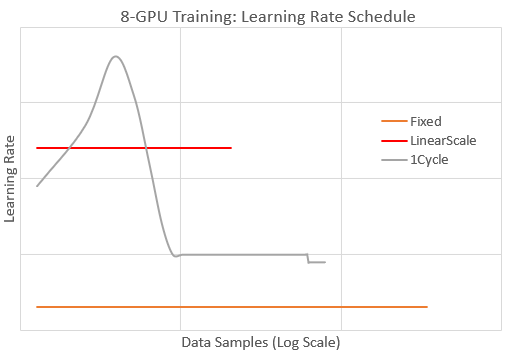 8-GPU Training: Learning Rate Schedule
Learning Rate
Fixed
LinearScale
1Cycle
Data Samples (Log Scale)